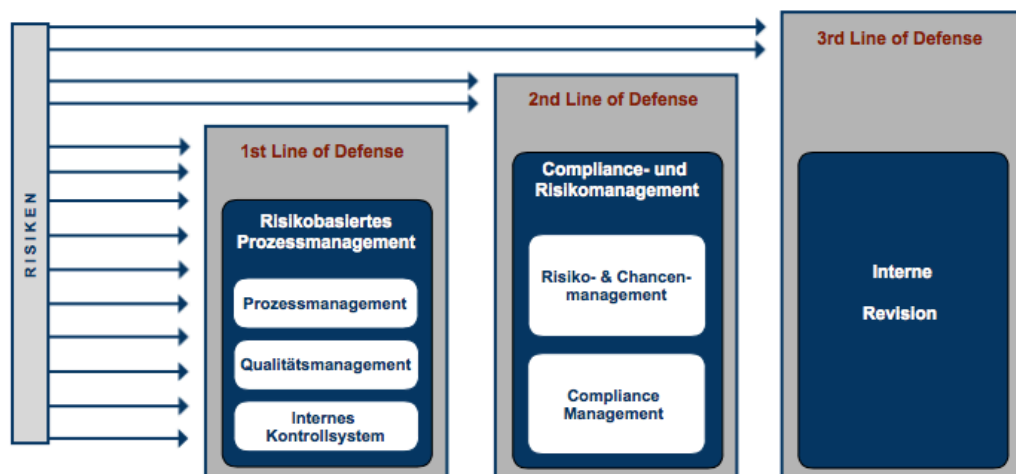 RISIKEN
1st Line of Defense
Risikobasiertes
Prozessmanagement
Prozessmanagement
Qualitätsmanagement
Internes
Kontrollsystem
2nd Line of Defense
Compliance- und
Risikomanagement
Risiko- & Chancen-
management
Compliance
Management
3rd Line of Defense
Interne
Revision